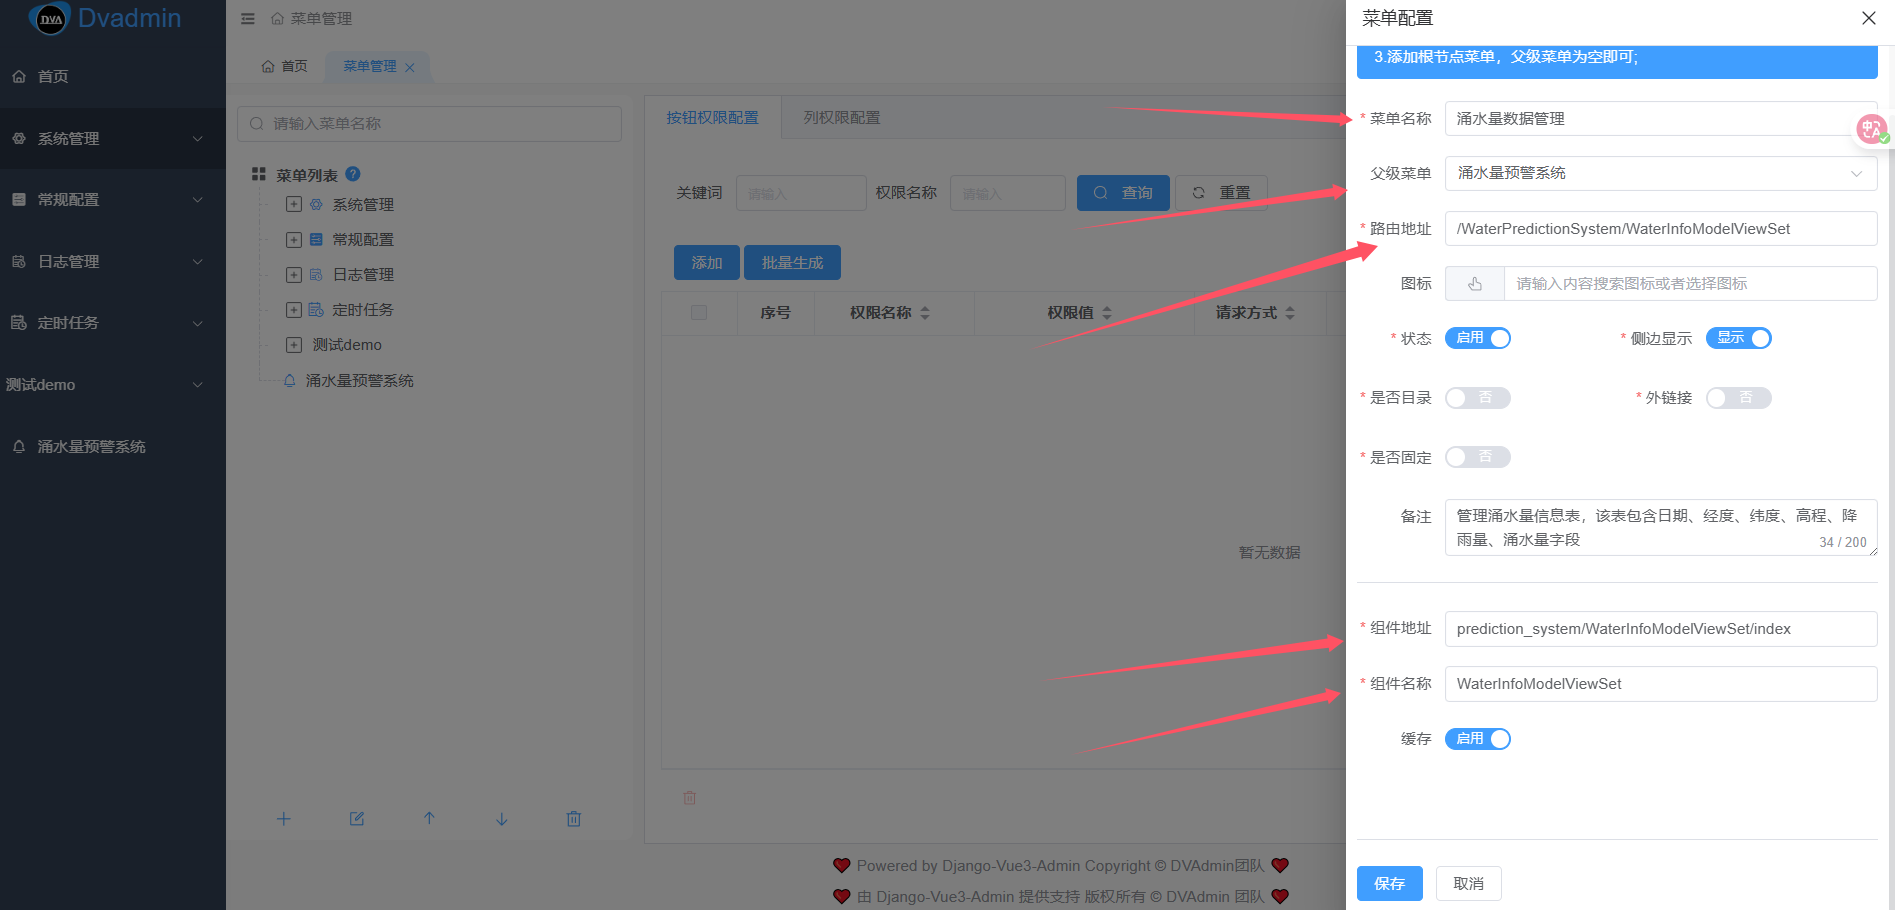 DVA Dvadmin
首页
系统管理
常规配置
日志管理
定时任务
测试demo
涌水量预警系统
菜单管理
首页
菜单管理
请输入菜单名称
菜单列表 ?
系统管理
常规配置
日志管理
定时任务
测试demo
涌水量预警系统
按钮权限配置 列权限配置
关键词 请输入 权限名称 请输入 查询 重置
添加 批量生成
序号 权限名称 权限值 请求方式
暂无数据
Powered by Django-Vue3-Admin Copyright © DVAdmin团队
由 Django-Vue3-Admin 提供支持 版权所有 © DVAdmin 团队
菜单配置
3.添加根节点菜单，父级菜单为空即可;
* 菜单名称 涌水量数据管理
中 A
父级菜单 涌水量预警系统
* 路由地址 /WaterPredictionSystem/WaterInfoModelViewSet
图标 请输入内容搜索图标或者选择图标
* 状态 启用 * 侧边显示 显示
* 是否目录 否 * 外链接 否
* 是否固定 否
备注 管理涌水量信息表，该表包含日期、经度、纬度、高程、降
雨量、涌水量字段
34 / 200
* 组件地址 prediction_system/WaterInfoModelViewSet/index
* 组件名称 WaterInfoModelViewSet
缓存 启用
保存 取消